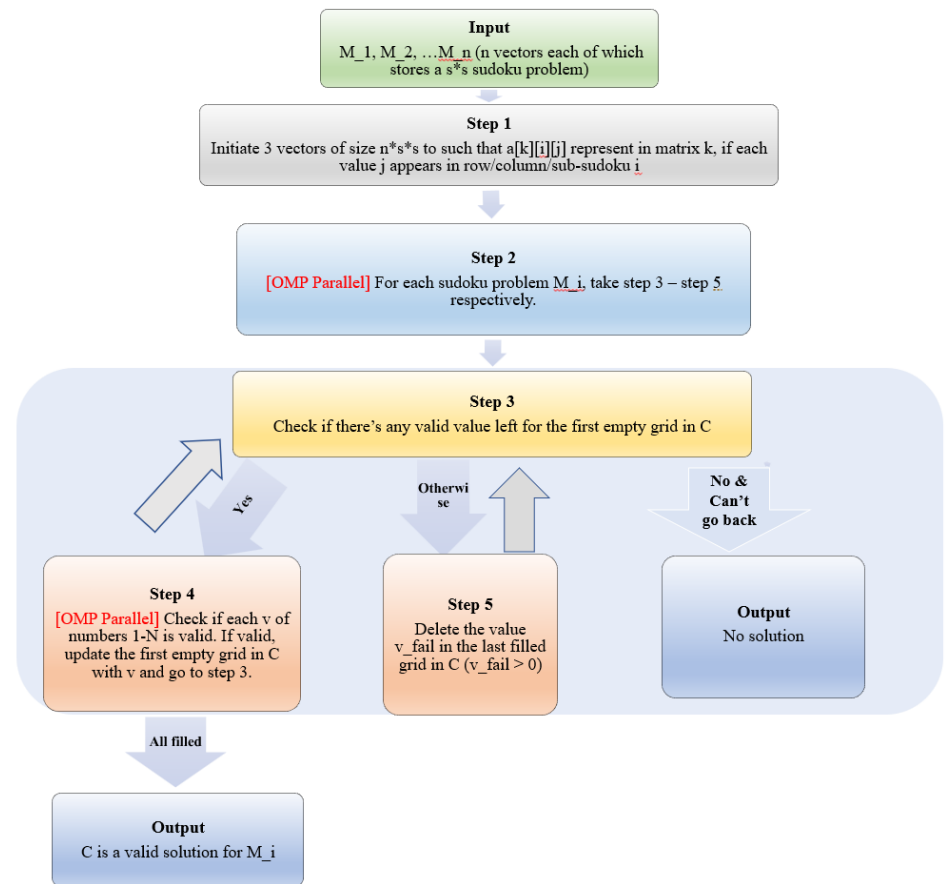 Input
M_1, M_2, …M_n (n vectors each of which
stores a s*s sudoku problem)
Step 1
Initiate 3 vectors of size n*s*s to such that a[k][i][j] represent in matrix k, if each
value j appears in row/column/sub-sudoku i
Step 2
[OMP Parallel] For each sudoku problem M_i, take step 3 – step 5
respectively.
Step 3
Check if there’s any valid value left for the first empty grid in C
Yes
Otherwi
se
No &
Can’t
go back
Step 4
[OMP Parallel] Check if each v of
numbers 1-N is valid. If valid,
update the first empty grid in C
with v and go to step 3.
Step 5
Delete the value
v_fail in the last filled
grid in C (v_fail > 0)
Output
No solution
All filled
Output
C is a valid solution for M_i